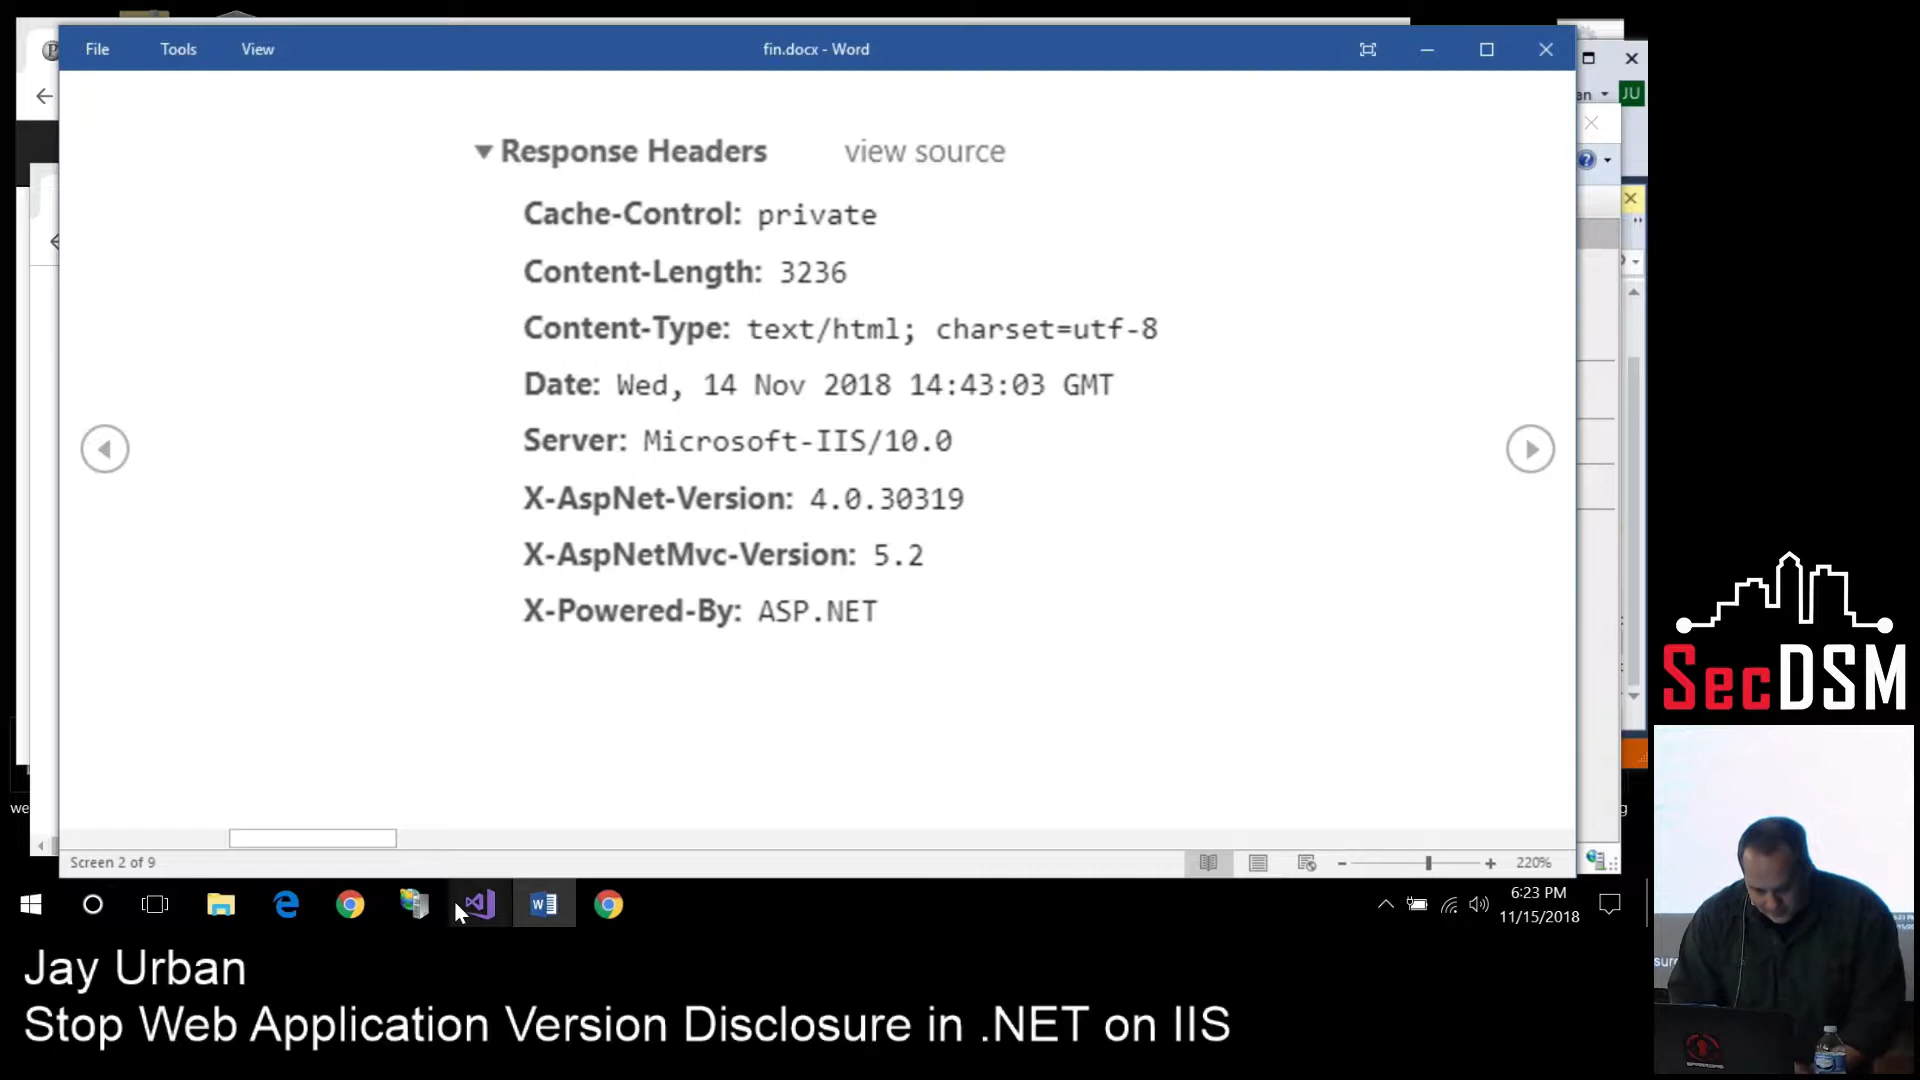 File Tools View fin.docx - Word
an JU
Response Headers view source
Cache-Control: private
Content-Length: 3236
Content-Type: text/html; charset=utf-8
Date: Wed, 14 Nov 2018 14:43:03 GMT
Server: Microsoft-IIS/10.0
X-AspNet-Version: 4.0.30319
X-AspNetMvc-Version: 5.2
X-Powered-By: ASP.NET
SecDSM
we
Screen 2 of 9 220%
6:23 PM
11/15/2018
Jay Urban
Stop Web Application Version Disclosure in .NET on IIS